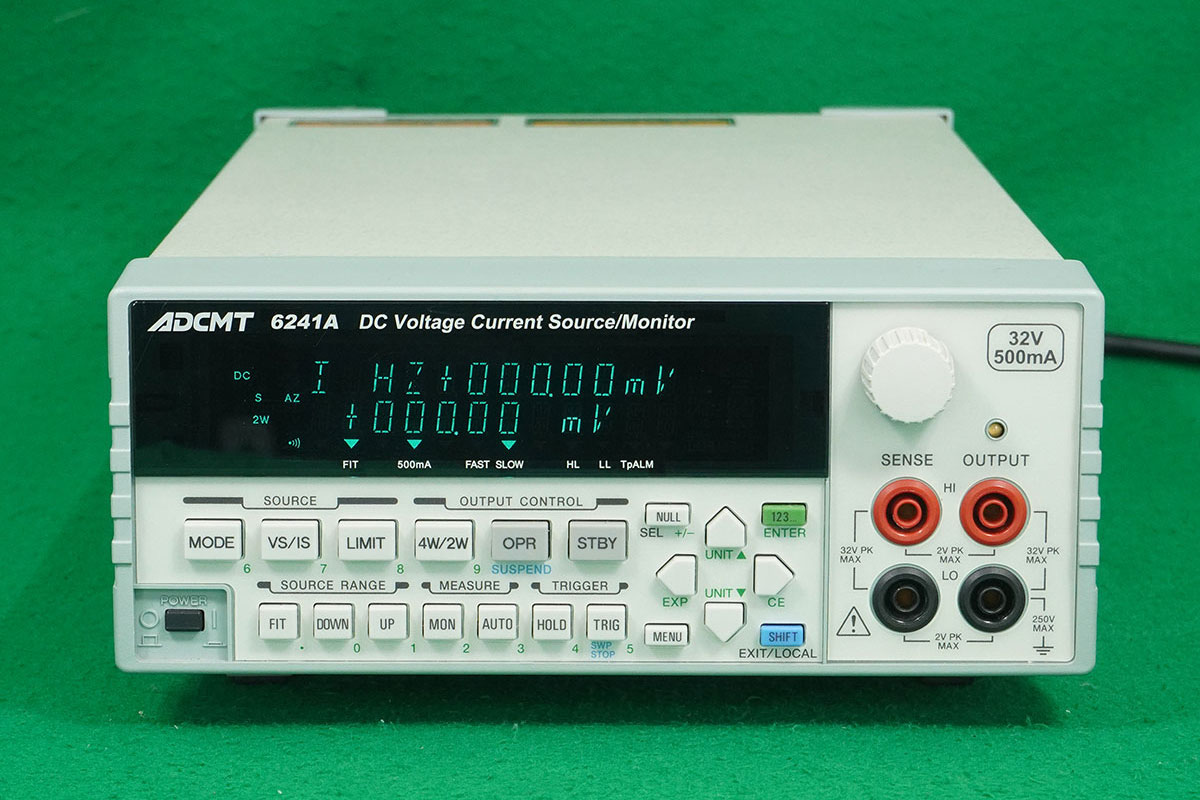 ADCMT 6241A DC Voltage Current Source/Monitor
32V
500mA
DC I HZ+000.00mV
S AZ
2W +000.00 mV
FIT 500mA FAST SLOW HL LL TpALM
SENSE OUTPUT
SOURCE OUTPUT CONTROL
HI
NULL 123...
SEL +/- ENTER
MODE VS/IS LIMIT 4W/2W OPR STBY
6 7 8 9 SUSPEND
UNIT▲
32V PK
MAX
2V PK
MAX
32V PK
MAX
SOURCE RANGE MEASURE TRIGGER
EXP UNIT▼ CE
LO
POWER
FIT DOWN UP MON AUTO HOLD TRIG
. 0 1 2 3 4 SWP
STOP 5
MENU SHIFT
EXIT/LOCAL
2V PK
MAX
250V
MAX